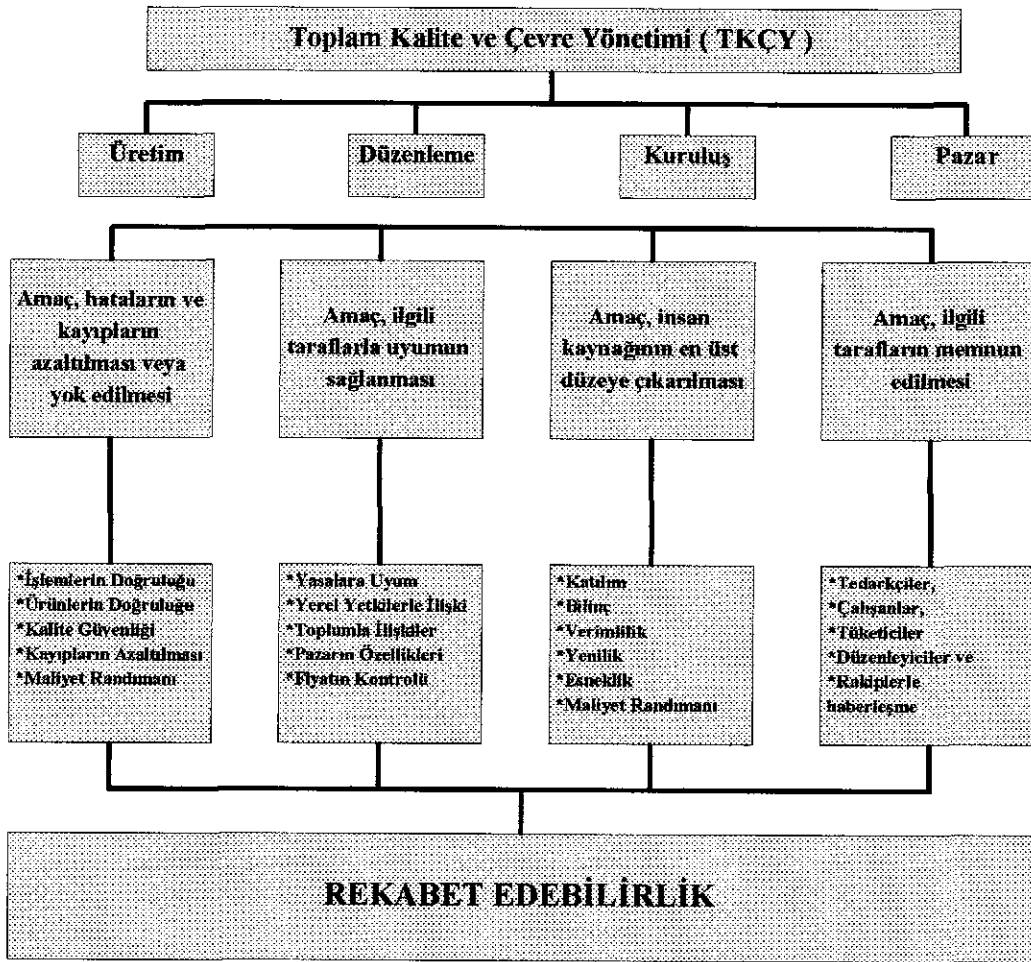 Toplam Kalite ve Çevre Yönetimi ( TKÇY )
Üretim
Düzenleme
Kuruluş
Pazar
Amaç, hataların ve
kayıpların
azaltılması veya
yok edilmesi
Amaç, ilgili
taraflarla uyumun
sağlanması
Amaç, insan
kaynağının en üst
düzeye çıkarılması
Amaç, ilgili
tarafların memnun
edilmesi
*İşlemlerin Doğruluğu
*Ürünlerin Doğruluğu
*Kalite Güvenliği
*Kayıpların Azaltılması
*Maliyet Randımanı
*Yasalara Uyum
*Yerel Yetkilerle İlişki
*Toplumla İlişkiler
*Pazarın Özellikleri
*Fiyatın Kontrolü
*Katılım
*Bilinç
*Verimlilik
*Yenilik
*Esneklik
*Maliyet Randımanı
*Tedarkçiler,
*Çalışanlar,
*Tüketiciler
*Düzenleyiciler ve
*Rakiplerle
haberleşme
REKABET EDEBİLİRLİK